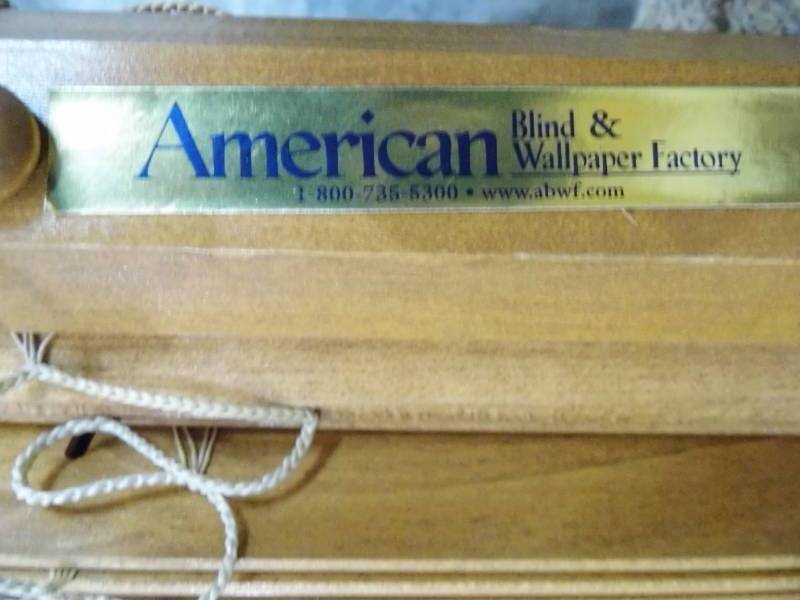 American Blind &
Wallpaper Factory
1-800-735-5300 • www.abwf.com